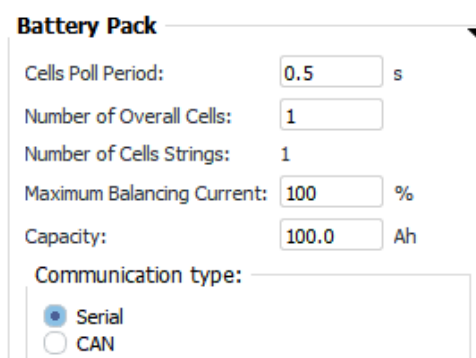 Battery Pack
Cells Poll Period: 0.5 s
Number of Overall Cells: 1
Number of Cells Strings: 1
Maximum Balancing Current: 100 %
Capacity: 100.0 Ah
Communication type:
Serial
CAN